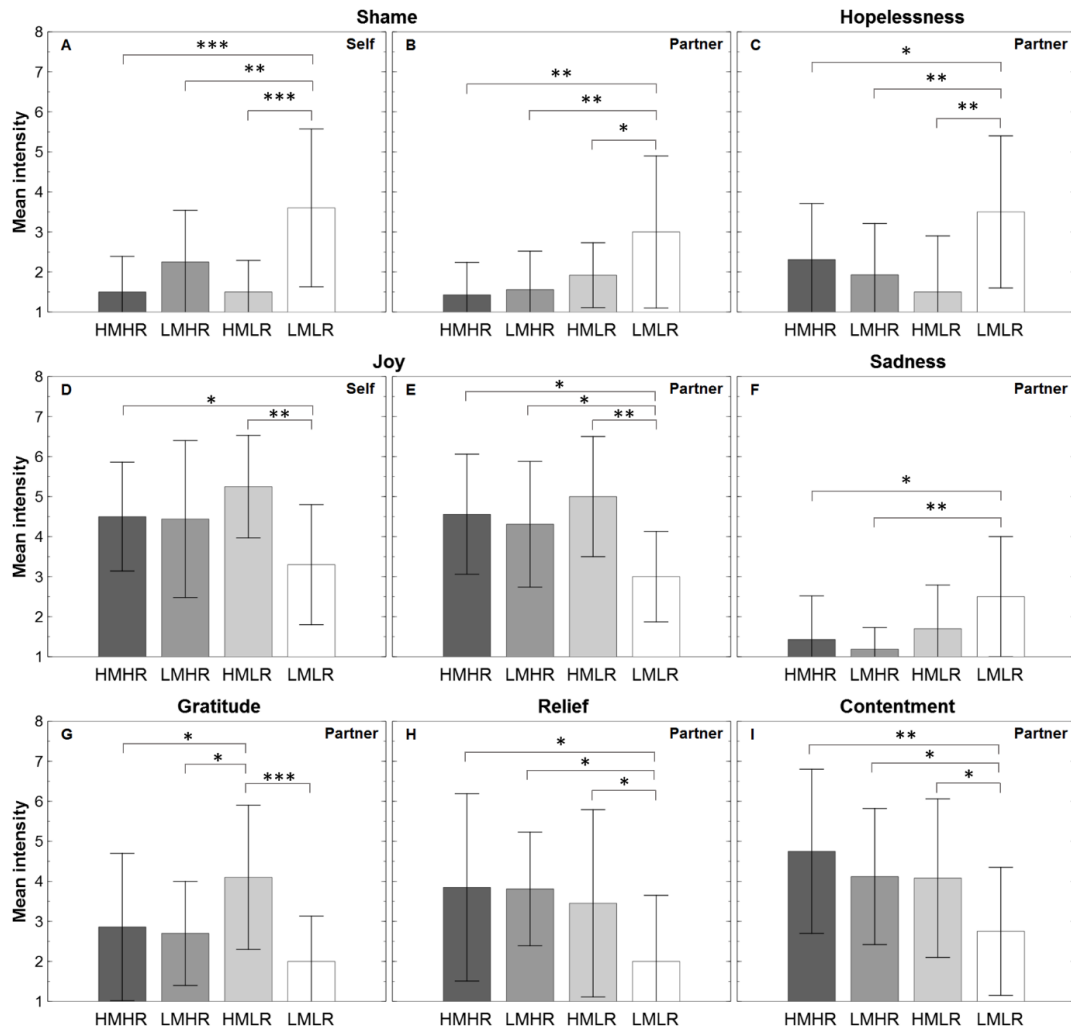 Shame
Hopelessness
A
Self
B
Partner
C
Partner
Mean intensity
8
7
6
5
4
3
2
1
***
**
***
**
**
*
*
**
**
HMHR LMHR HMLR LMLR
HMHR LMHR HMLR LMLR
HMHR LMHR HMLR LMLR
Joy
Sadness
D
Self
E
Partner
F
Partner
Mean intensity
8
7
6
5
4
3
2
1
*
**
*
*
**
*
**
HMHR LMHR HMLR LMLR
HMHR LMHR HMLR LMLR
HMHR LMHR HMLR LMLR
Gratitude
Relief
Contentment
G
Partner
H
Partner
I
Partner
Mean intensity
8
7
6
5
4
3
2
1
*
*
***
*
*
*
**
*
*
HMHR LMHR HMLR LMLR
HMHR LMHR HMLR LMLR
HMHR LMHR HMLR LMLR